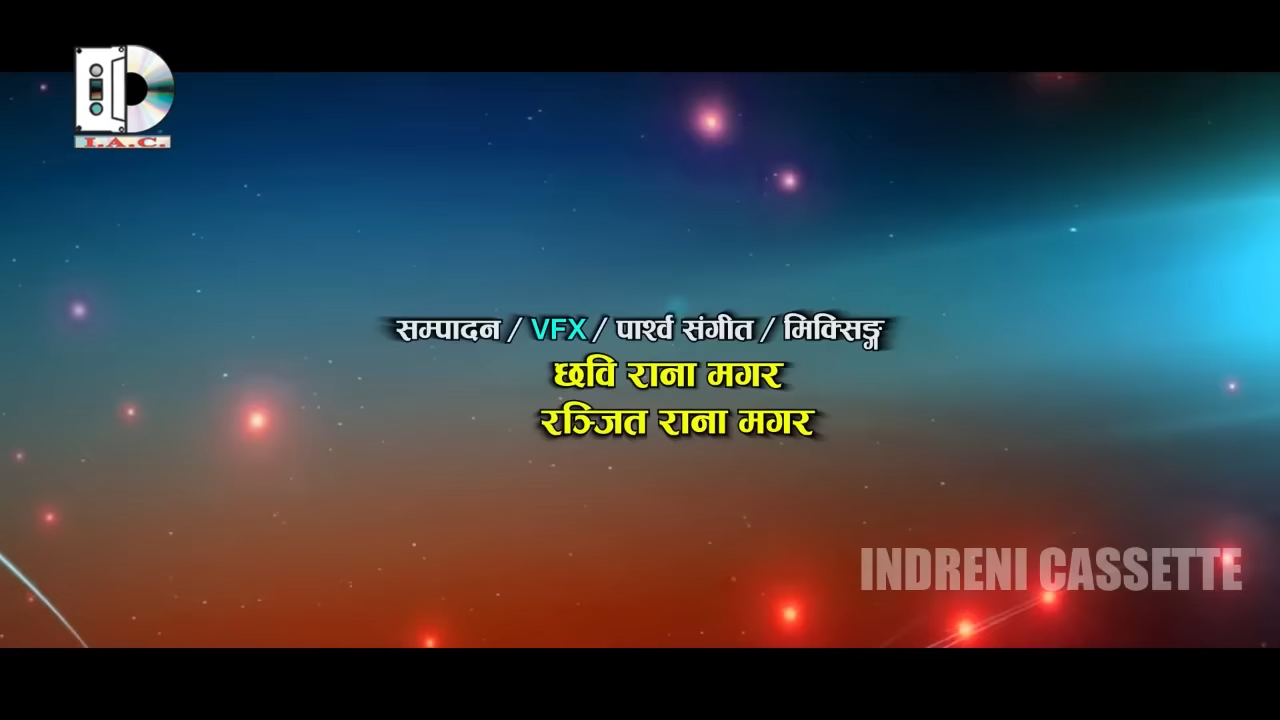 I.A.C.
सम्पादन / VFX / पार्श्व संगीत / मिक्सिङ्ग
छवि राना मगर
रञ्जित राना मगर
INDRENI CASSETTE